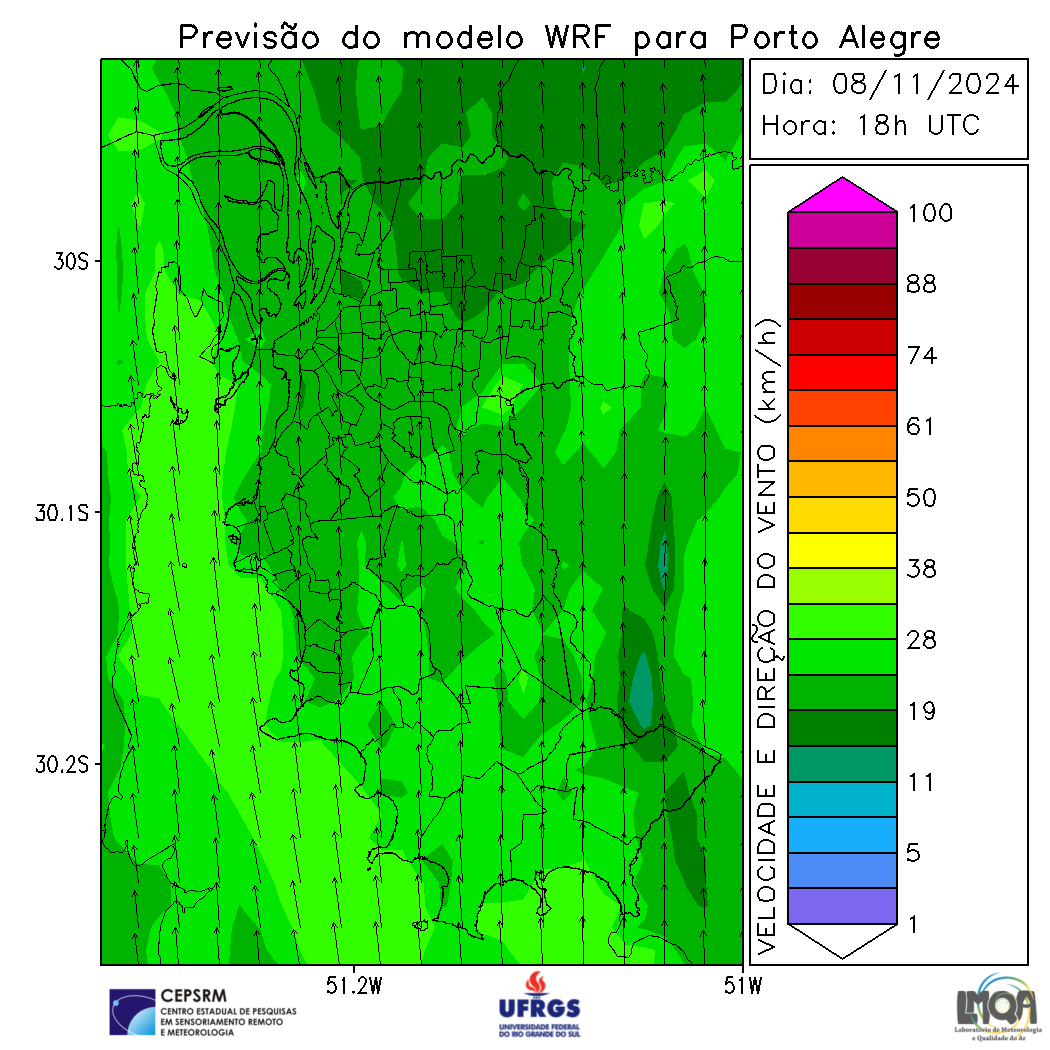 Previsão do modelo WRF para Porto Alegre
Dia: 08/11/2024
Hora: 18h UTC
30S
30.1S
30.2S
51.2W
51W
VELOCIDADE E DIREÇÃO DO VENTO (km/h)
100
88
74
61
50
38
28
19
11
5
1
CEPSRM
CENTRO ESTADUAL DE PESQUISAS
EM SENSORIAMENTO REMOTO
E METEOROLOGIA
UFRGS
UNIVERSIDADE FEDERAL
DO RIO GRANDE DO SUL
LMQA
Laboratório de Meteorologia
e Qualidade do Ar